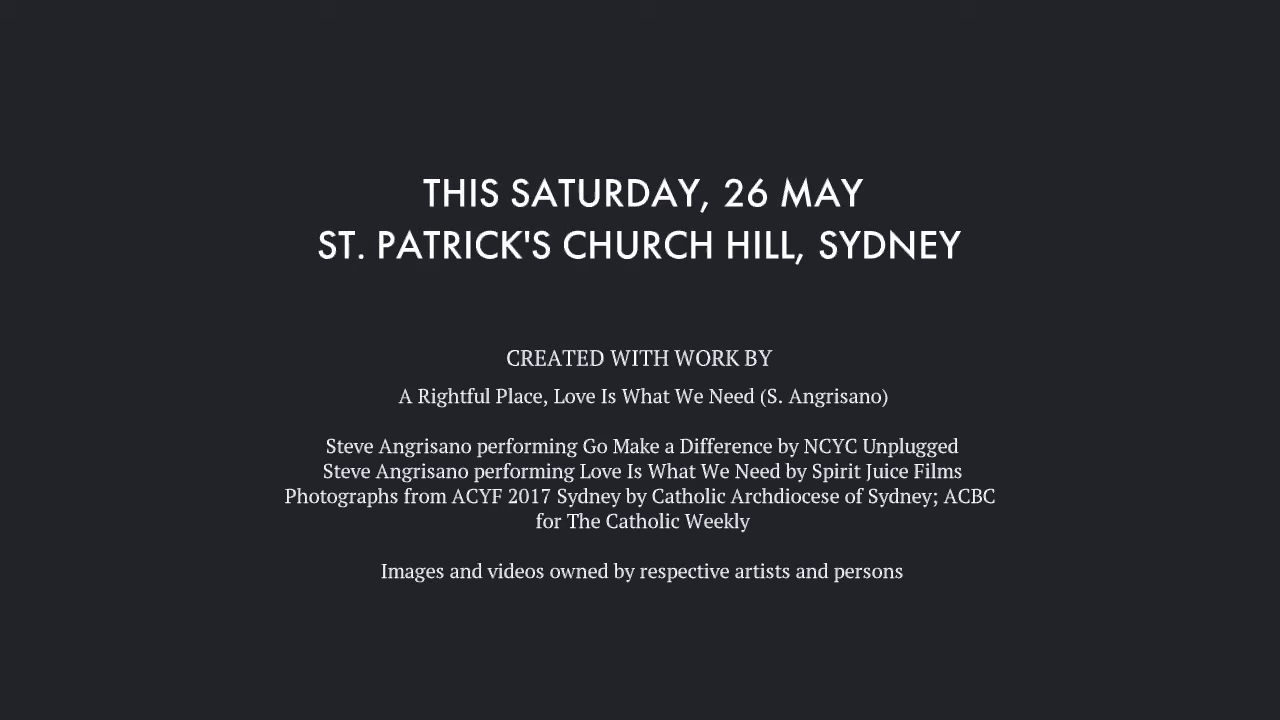 THIS SATURDAY, 26 MAY
ST. PATRICK'S CHURCH HILL, SYDNEY
CREATED WITH WORK BY
A Rightful Place, Love Is What We Need (S. Angrisano)
Steve Angrisano performing Go Make a Difference by NCYC Unplugged
Steve Angrisano performing Love Is What We Need by Spirit Juice Films
Photographs from ACYF 2017 Sydney by Catholic Archdiocese of Sydney; ACBC
for The Catholic Weekly
Images and videos owned by respective artists and persons